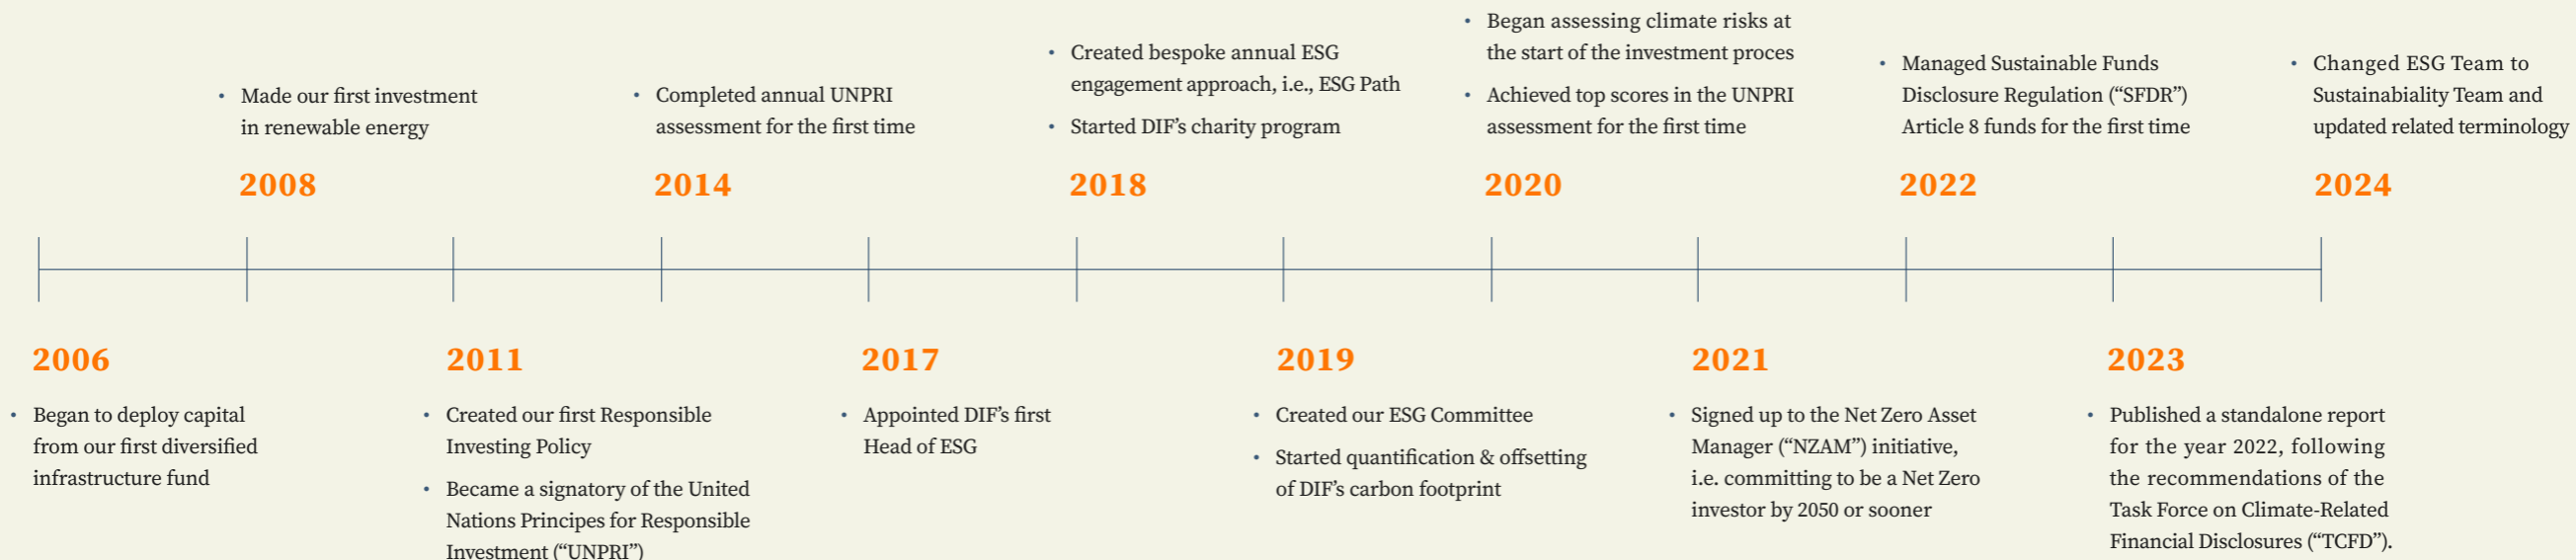 • Made our first investment
in renewable energy
2008
• Completed annual UNPRI
assessment for the first time
2014
• Created bespoke annual ESG
engagement approach, i.e., ESG Path
• Started DIF’s charity program
2018
• Began assessing climate risks at
the start of the investment proces
• Achieved top scores in the UNPRI
assessment for the first time
2020
• Managed Sustainable Funds
Disclosure Regulation (“SFDR”)
Article 8 funds for the first time
2022
• Changed ESG Team to
Sustainabiality Team and
updated related terminology
2024
2006
• Began to deploy capital
from our first diversified
infrastructure fund
2011
• Created our first Responsible
Investing Policy
• Became a signatory of the United
Nations Principes for Responsible
Investment (“UNPRI”)
2017
• Appointed DIF’s first
Head of ESG
2019
• Created our ESG Committee
• Started quantification & offsetting
of DIF’s carbon footprint
2021
• Signed up to the Net Zero Asset
Manager (“NZAM”) initiative,
i.e. committing to be a Net Zero
investor by 2050 or sooner
2023
• Published a standalone report
for the year 2022, following
the recommendations of the
Task Force on Climate-Related
Financial Disclosures (“TCFD”).